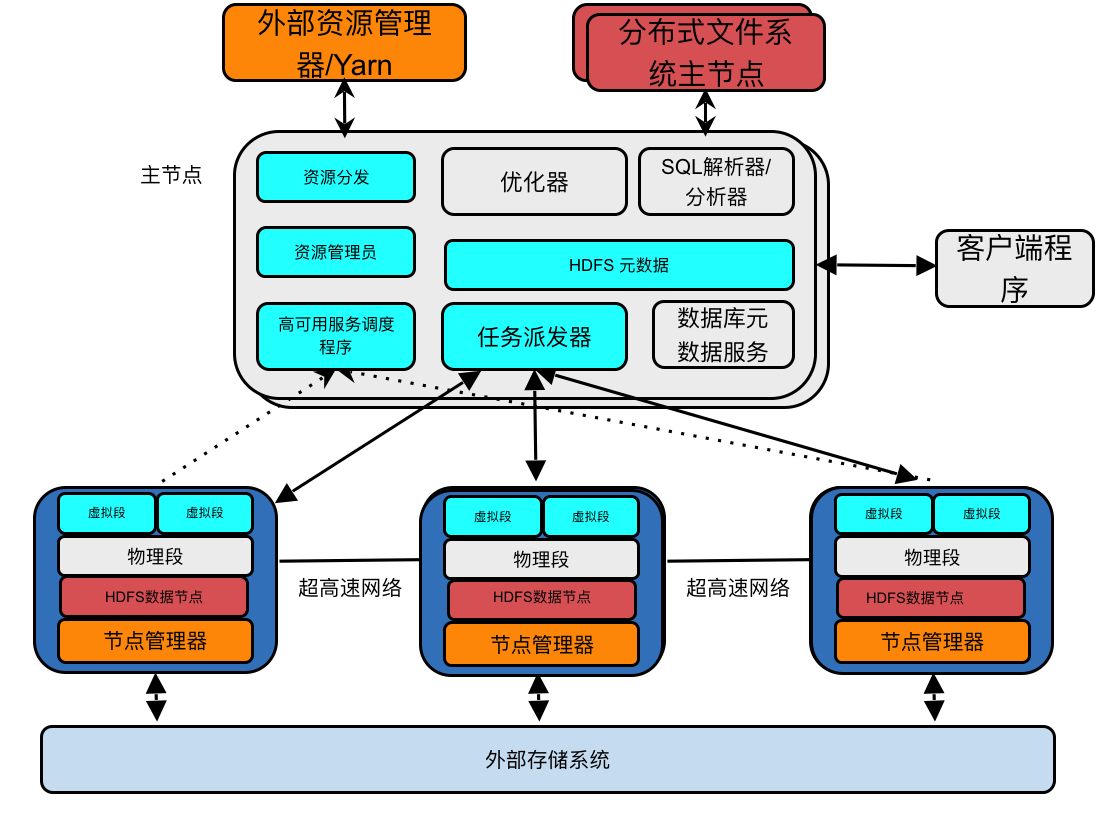 外部资源管理
器/Yarn
分布式文件系
统主节点
主节点
资源分发
优化器
SQL解析器/
分析器
资源管理员
HDFS 元数据
客户端程
序
高可用服务调度
程序
任务派发器
数据库元
数据服务
虚拟段
虚拟段
物理段
HDFS数据节点
节点管理器
超高速网络
虚拟段
虚拟段
物理段
HDFS数据节点
节点管理器
超高速网络
虚拟段
虚拟段
物理段
HDFS数据节点
节点管理器
外部存储系统